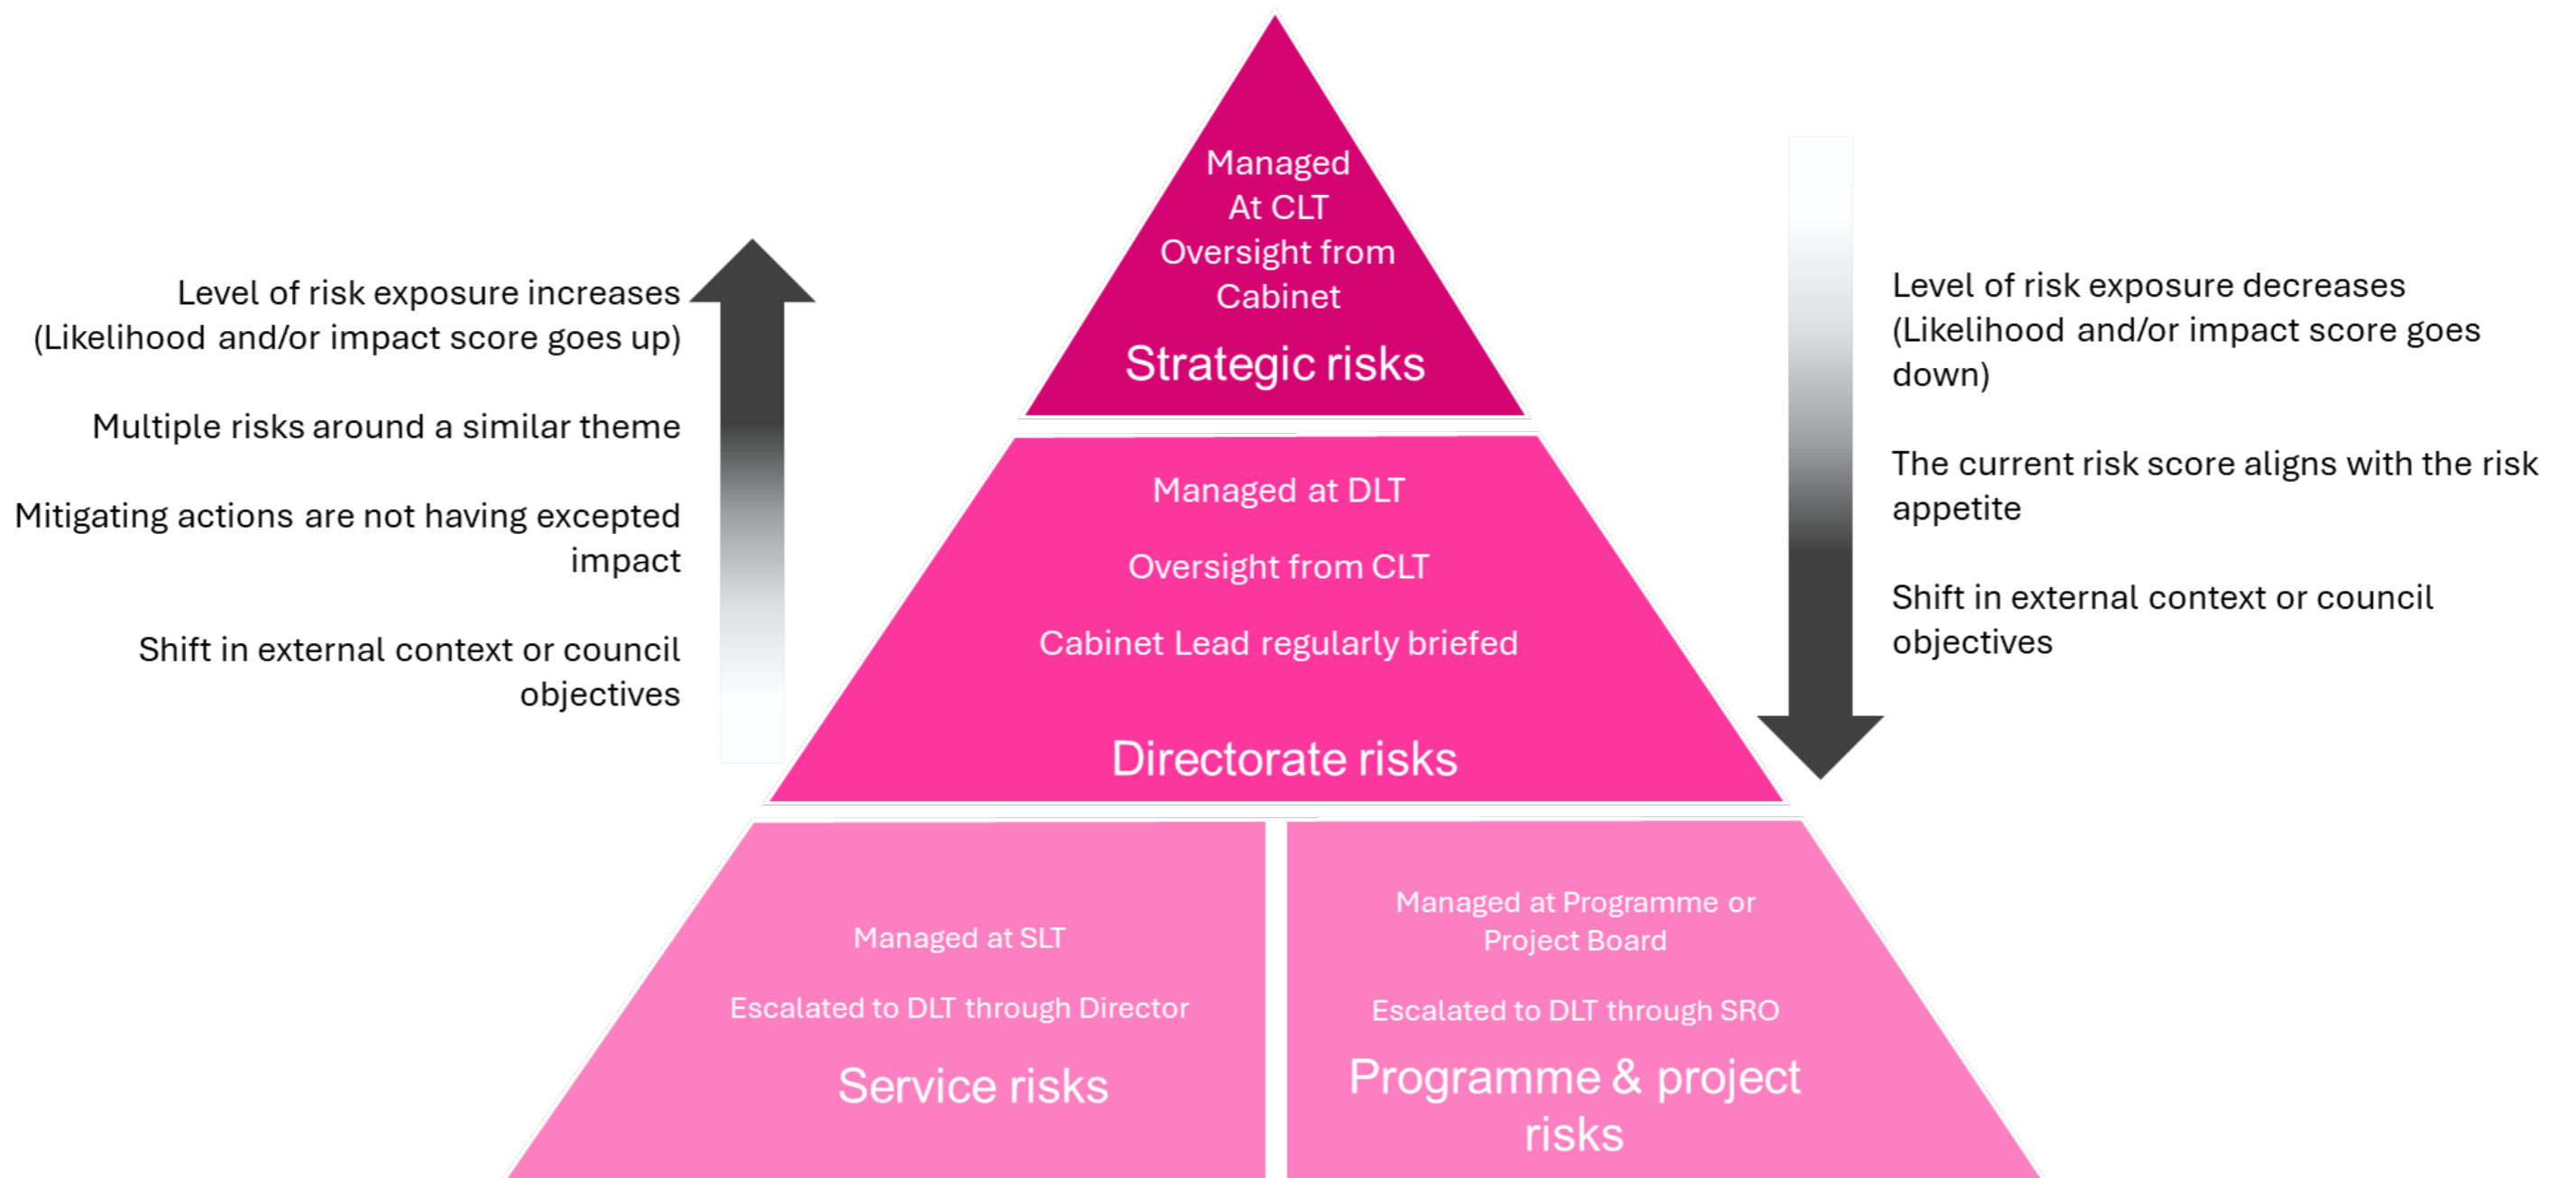 Level of risk exposure increases
(Likelihood and/or impact score goes up)
Multiple risks around a similar theme
Mitigating actions are not having excepted
impact
Shift in external context or council
objectives
Managed
At CLT
Oversight from
Cabinet
Strategic risks
Managed at DLT
Oversight from CLT
Cabinet Lead regularly briefed
Directorate risks
Managed at SLT
Escalated to DLT through Director
Service risks
Managed at Programme or
Project Board
Escalated to DLT through SRO
Programme & project
risks
Level of risk exposure decreases
(Likelihood and/or impact score goes
down)
The current risk score aligns with the risk
appetite
Shift in external context or council
objectives